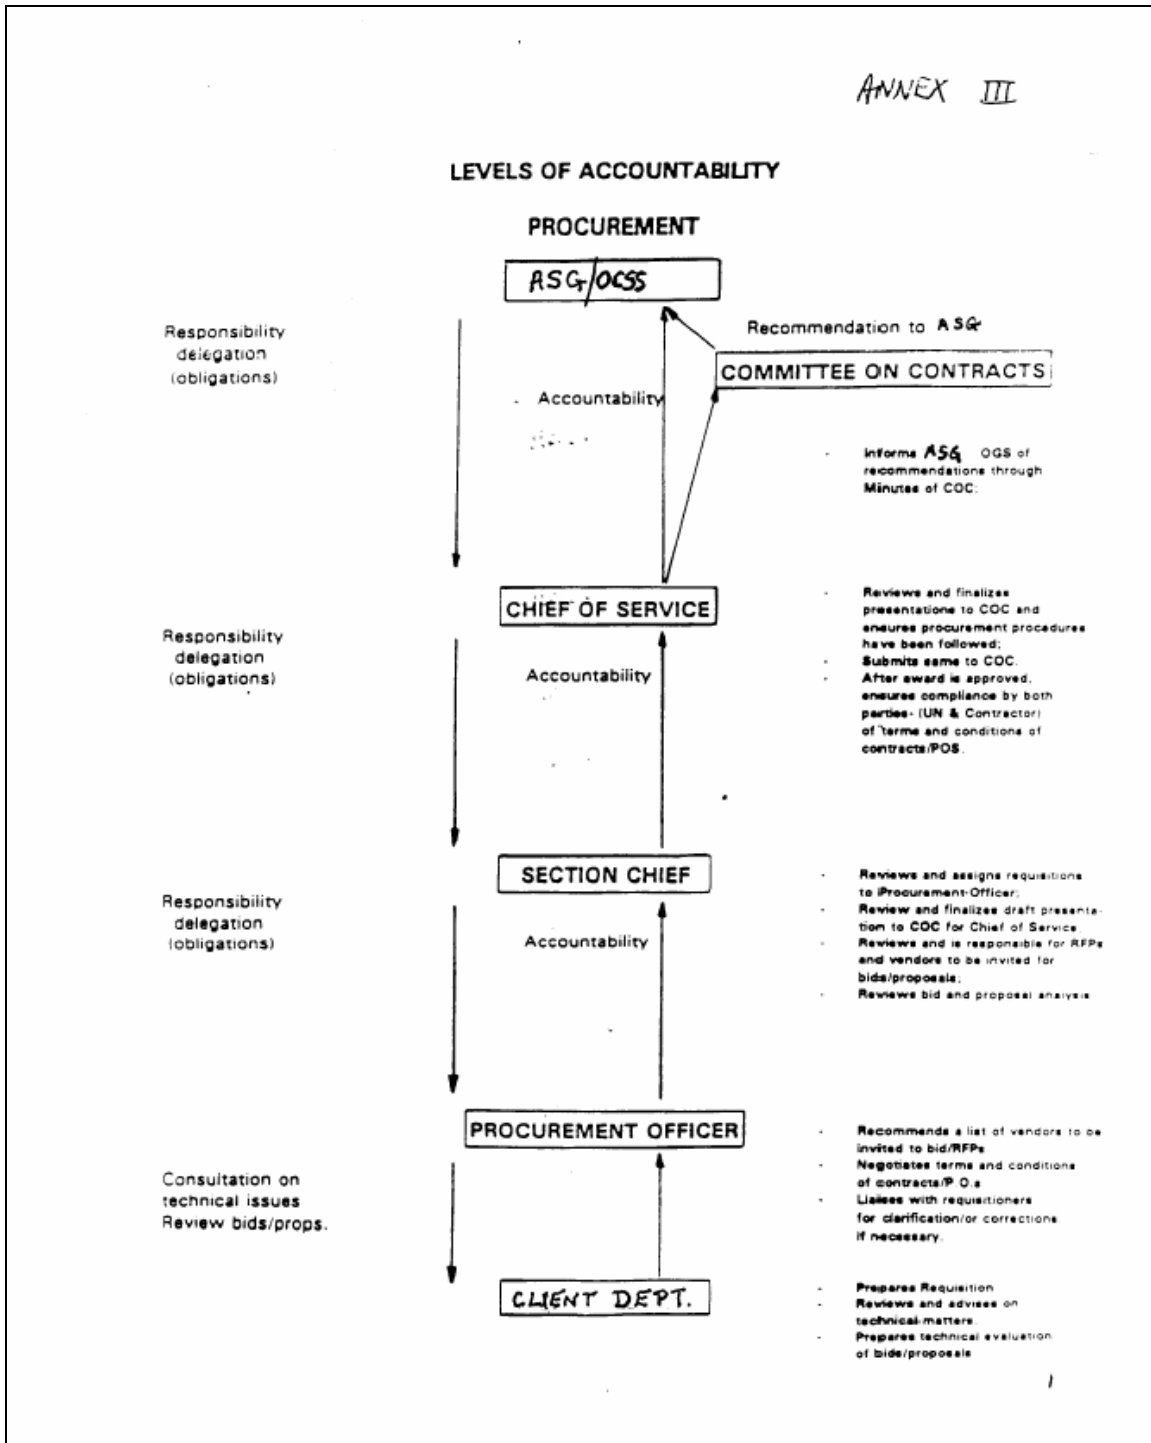 ANNEX III
LEVELS OF ACCOUNTABILITY
PROCUREMENT
ASG/OCSS
Responsibility
delegation
(obligations)
Recommendation to ASG
COMMITTEE ON CONTRACTS
Accountability
- Informs ASG OGS of
recommendations through
Minutes of COC;
CHIEF OF SERVICE
Responsibility
delegation
(obligations)
Accountability
- Reviews and finalizes
presentations to COC and
ensures procurement procedures
have been followed;
- Submits same to COC.
- After award is approved,
ensures compliance by both
parties- (UN & Contractor)
of terms and conditions of
contracts/POS.
SECTION CHIEF
Responsibility
delegation
(obligations)
Accountability
- Reviews and assigns requisitions
to Procurement-Officer;
- Review and finalizes draft presenta-
tion to COC for Chief of Service.
- Reviews and is responsible for RFPs
and vendors to be invited for
bids/proposals;
- Reviews bid and proposal analysis
PROCUREMENT OFFICER
Consultation on
technical issues
Review bids/props.
- Recommends a list of vendors to be
invited to bid/RFPs
- Negotiates terms and conditions
of contracts/P.O.s
- Liaises with requisitioners
for clarification/or corrections
if necessary.
CLIENT DEPT.
- Prepares Requisition
- Reviews and advises on
technical-matters.
- Prepares technical evaluation
of bids/proposals
1